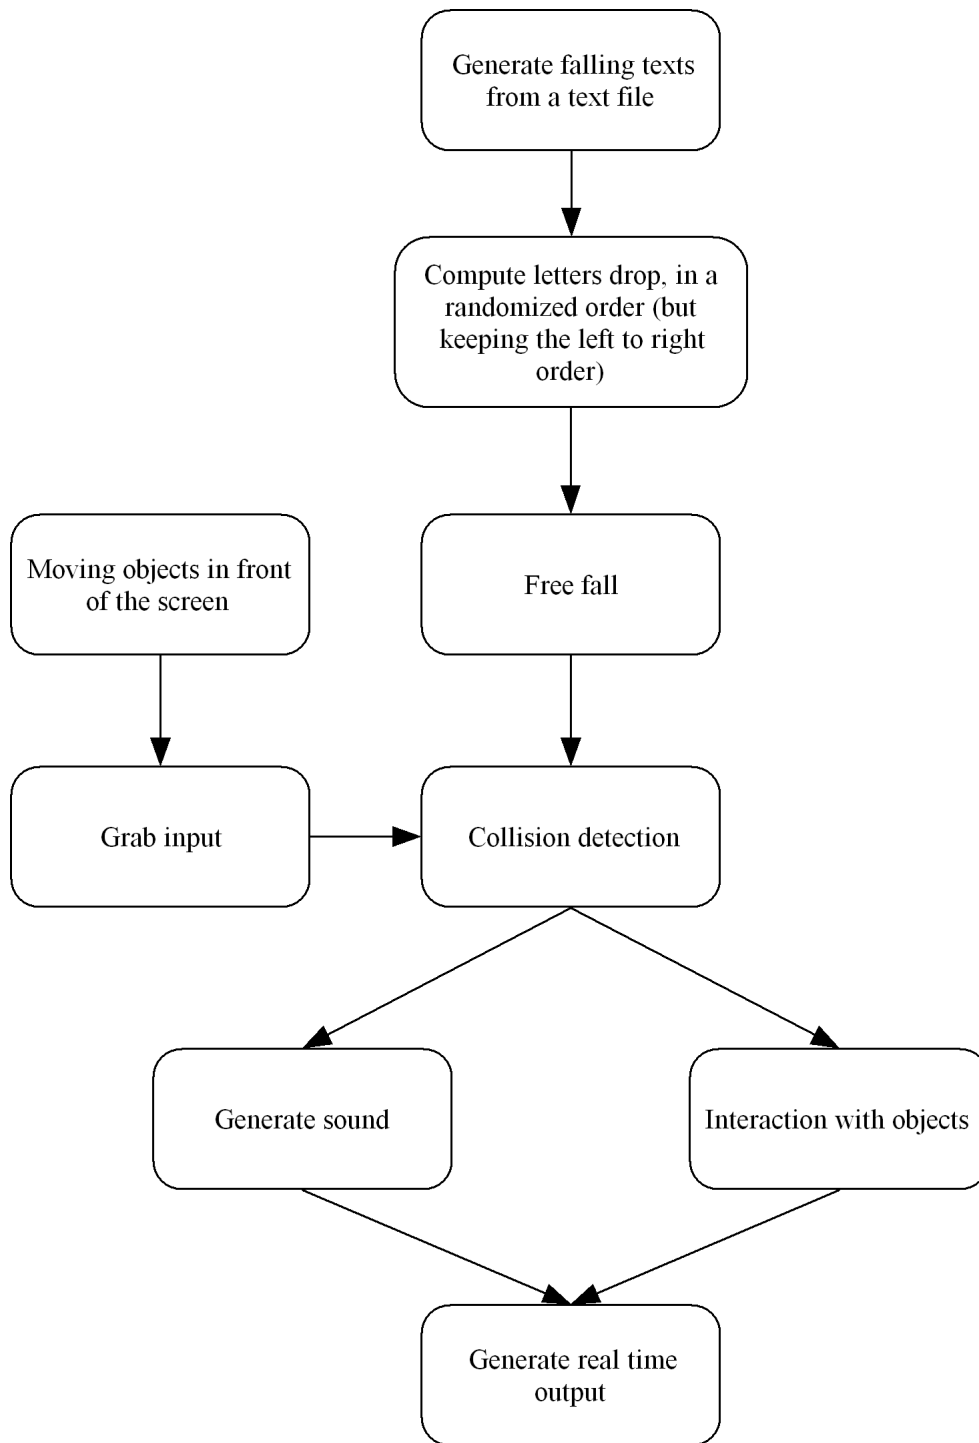 Generate falling texts
from a text file
Compute letters drop, in a
randomized order (but
keeping the left to right
order)
Moving objects in front
of the screen
Free fall
Grab input
Collision detection
Generate sound
Interaction with objects
Generate real time
output